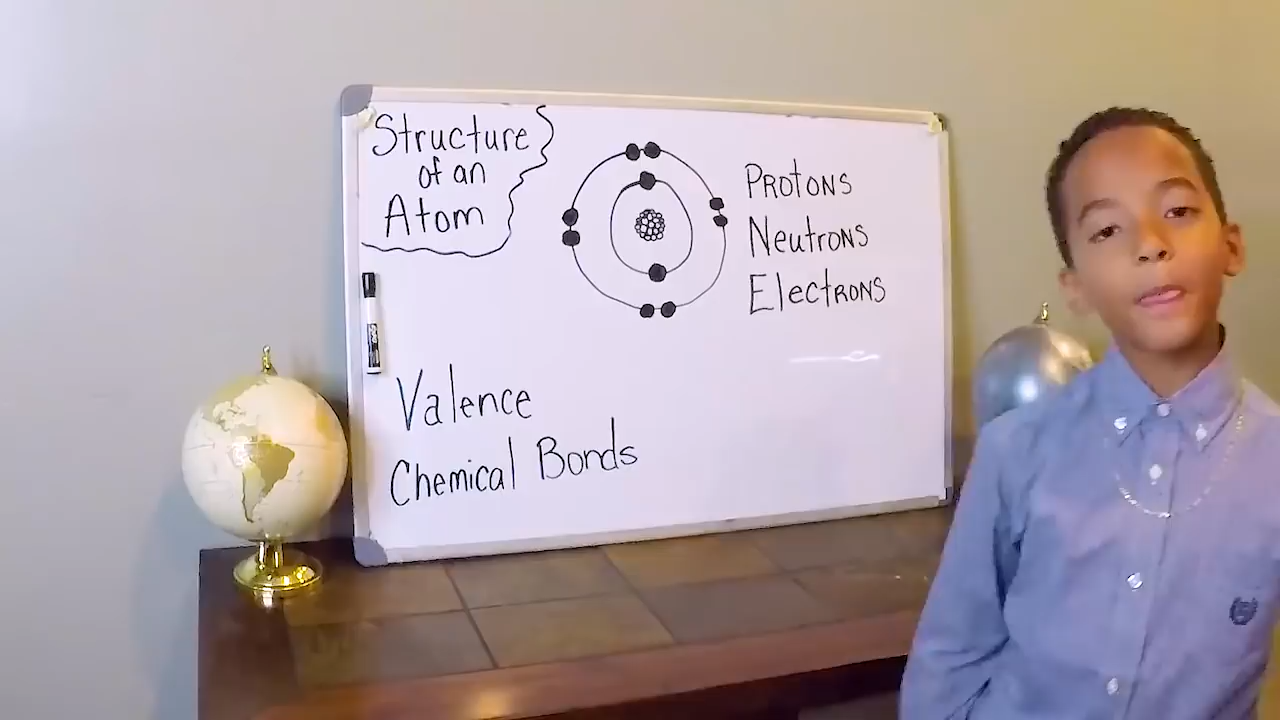 Structure
of an
Atom
Protons
Neutrons
Electrons
Valence
Chemical Bonds